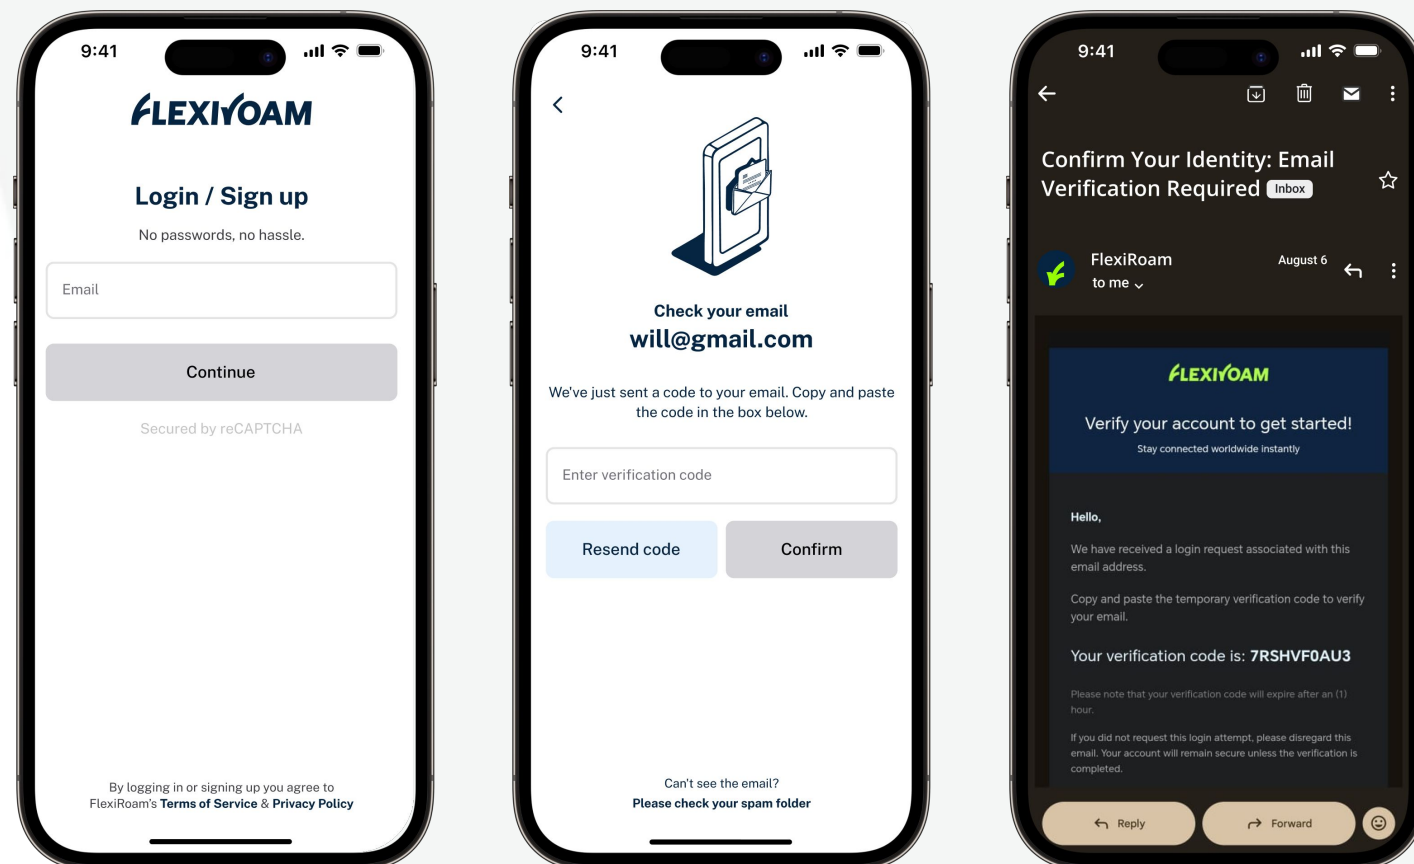 9:41
FLEXIROAM
Login / Sign up
No passwords, no hassle.
Email
Continue
Secured by reCAPTCHA
By logging in or signing up you agree to
FlexiRoam's Terms of Service & Privacy Policy
9:41
Check your email
will@gmail.com
We've just sent a code to your email. Copy and paste
the code in the box below.
Enter verification code
Resend code
Confirm
Can't see the email?
Please check your spam folder
9:41
Confirm Your Identity: Email
Verification Required Inbox
FlexiRoam
August 6
to me
FLEXIROAM
Verify your account to get started!
Stay connected worldwide instantly
Hello,
We have received a login request associated with this
email address.
Copy and paste the temporary verification code to verify
your email.
Your verification code is: 7RSHVF0AU3
Please note that your verification code will expire after an (1)
hour.
If you did not request this login attempt, please disregard this
email. Your account will remain secure unless the verification is
completed.
Reply
Forward